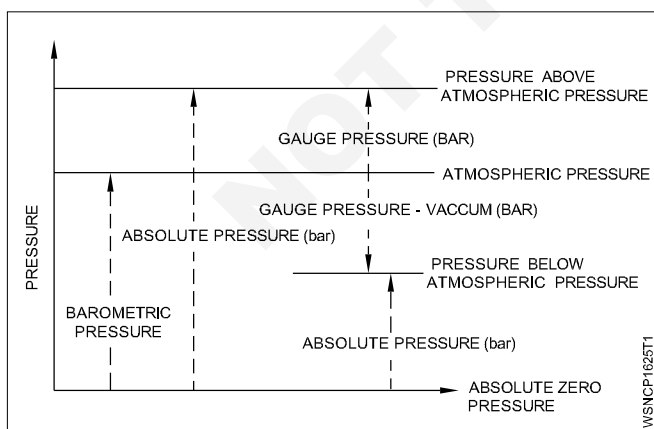 PRESSURE ABOVE
ATMOSPHERIC PRESSURE
GAUGE PRESSURE (BAR)
ATMOSPHERIC PRESSURE
GAUGE PRESSURE - VACCUM (BAR)
ABSOLUTE PRESSURE (bar)
PRESSURE
PRESSURE BELOW
ATMOSPHERIC PRESSURE
BAROMETRIC
PRESSURE
ABSOLUTE PRESSURE (bar)
ABSOLUTE ZERO
PRESSURE
WSNCP1625T1
NOT